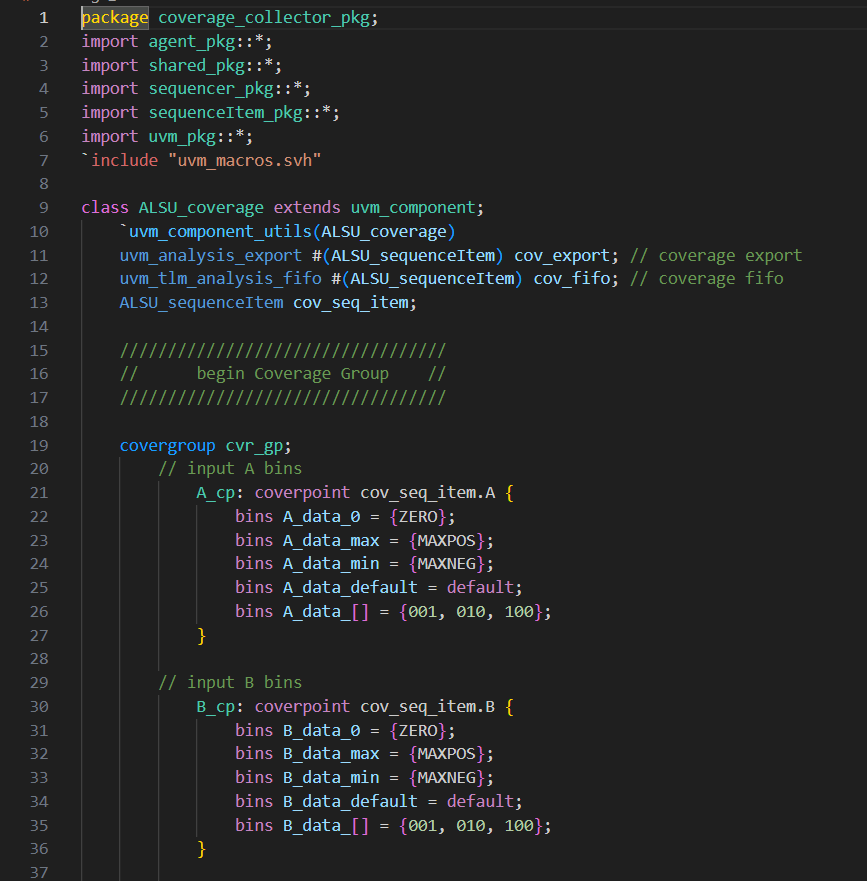 1 package coverage_collector_pkg;
2 import agent_pkg::*;
3 import shared_pkg::*;
4 import sequencer_pkg::*;
5 import sequenceItem_pkg::*;
6 import uvm_pkg::*;
7 `include "uvm_macros.svh"
8
9 class ALSU_coverage extends uvm_component;
10 `uvm_component_utils(ALSU_coverage)
11 uvm_analysis_export #(ALSU_sequenceItem) cov_export; // coverage export
12 uvm_tlm_analysis_fifo #(ALSU_sequenceItem) cov_fifo; // coverage fifo
13 ALSU_sequenceItem cov_seq_item;
14
15 //////////////////////////////////
16 // begin Coverage Group //
17 //////////////////////////////////
18
19 covergroup cvr_gp;
20 // input A bins
21 A_cp: coverpoint cov_seq_item.A {
22 bins A_data_0 = {ZERO};
23 bins A_data_max = {MAXPOS};
24 bins A_data_min = {MAXNEG};
25 bins A_data_default = default;
26 bins A_data_[] = {001, 010, 100};
27 }
28
29 // input B bins
30 B_cp: coverpoint cov_seq_item.B {
31 bins B_data_0 = {ZERO};
32 bins B_data_max = {MAXPOS};
33 bins B_data_min = {MAXNEG};
34 bins B_data_default = default;
35 bins B_data_[] = {001, 010, 100};
36 }
37